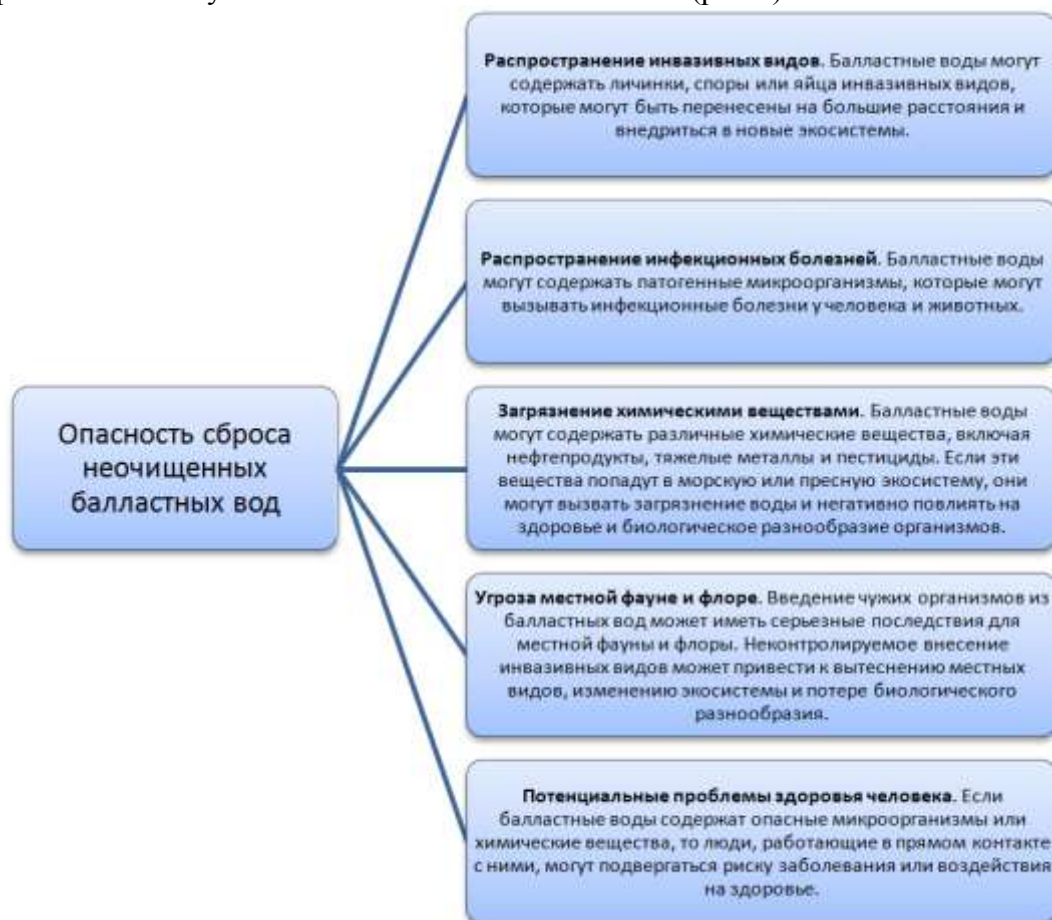 Распространение инвазивных видов. Балластные воды могут
содержать личинки, споры или яйца инвазивных видов,
которые могут быть перенесены на большие расстояния и
внедриться в новые экосистемы.
Распространение инфекционных болезней. Балластные воды
могут содержать патогенные микроорганизмы, которые могут
вызывать инфекционные болезни у человека и животных.
Опасность сброса
неочищенных
балластных вод
Загрязнение химическими веществами. Балластные воды
могут содержать различные химические вещества, включая
нефтепродукты, тяжелые металлы и пестициды. Если эти
вещества попадут в морскую или пресную экосистему, они
могут вызвать загрязнение воды и негативно повлиять на
здоровье и биологическое разнообразие организмов.
Угроза местной фауне и флоре. Введение чужих организмов из
балластных вод может иметь серьезные последствия для
местной фауны и флоры. Неконтролируемое внесение
инвазивных видов может привести к вытеснению местных
видов, изменению экосистемы и потере биологического
разнообразия.
Потенциальные проблемы здоровья человека. Если
балластные воды содержат опасные микроорганизмы или
химические вещества, то люди, работающие в прямом контакте
с ними, могут подвергаться риску заболевания или воздействия
на здоровье.